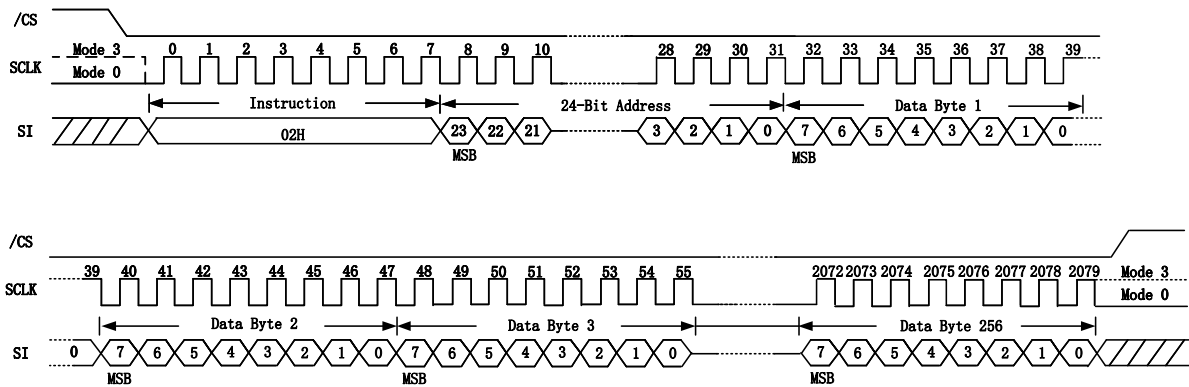 /CS
Mode 3 0 1 2 3 4 5 6 7 8 9 10 28 29 30 31 32 33 34 35 36 37 38 39
SCLK Mode 0
Instruction 24-Bit Address Data Byte 1
SI 02H 23 22 21 3 2 1 0 7 6 5 4 3 2 1 0
MSB MSB
/CS
39 40 41 42 43 44 45 46 47 48 49 50 51 52 53 54 55 2072 2073 2074 2075 2076 2077 2078 2079 Mode 3
SCLK Mode 0
Data Byte 2 Data Byte 3 Data Byte 256
SI 0 7 6 5 4 3 2 1 0 7 6 5 4 3 2 1 0 7 6 5 4 3 2 1 0
MSB MSB MSB